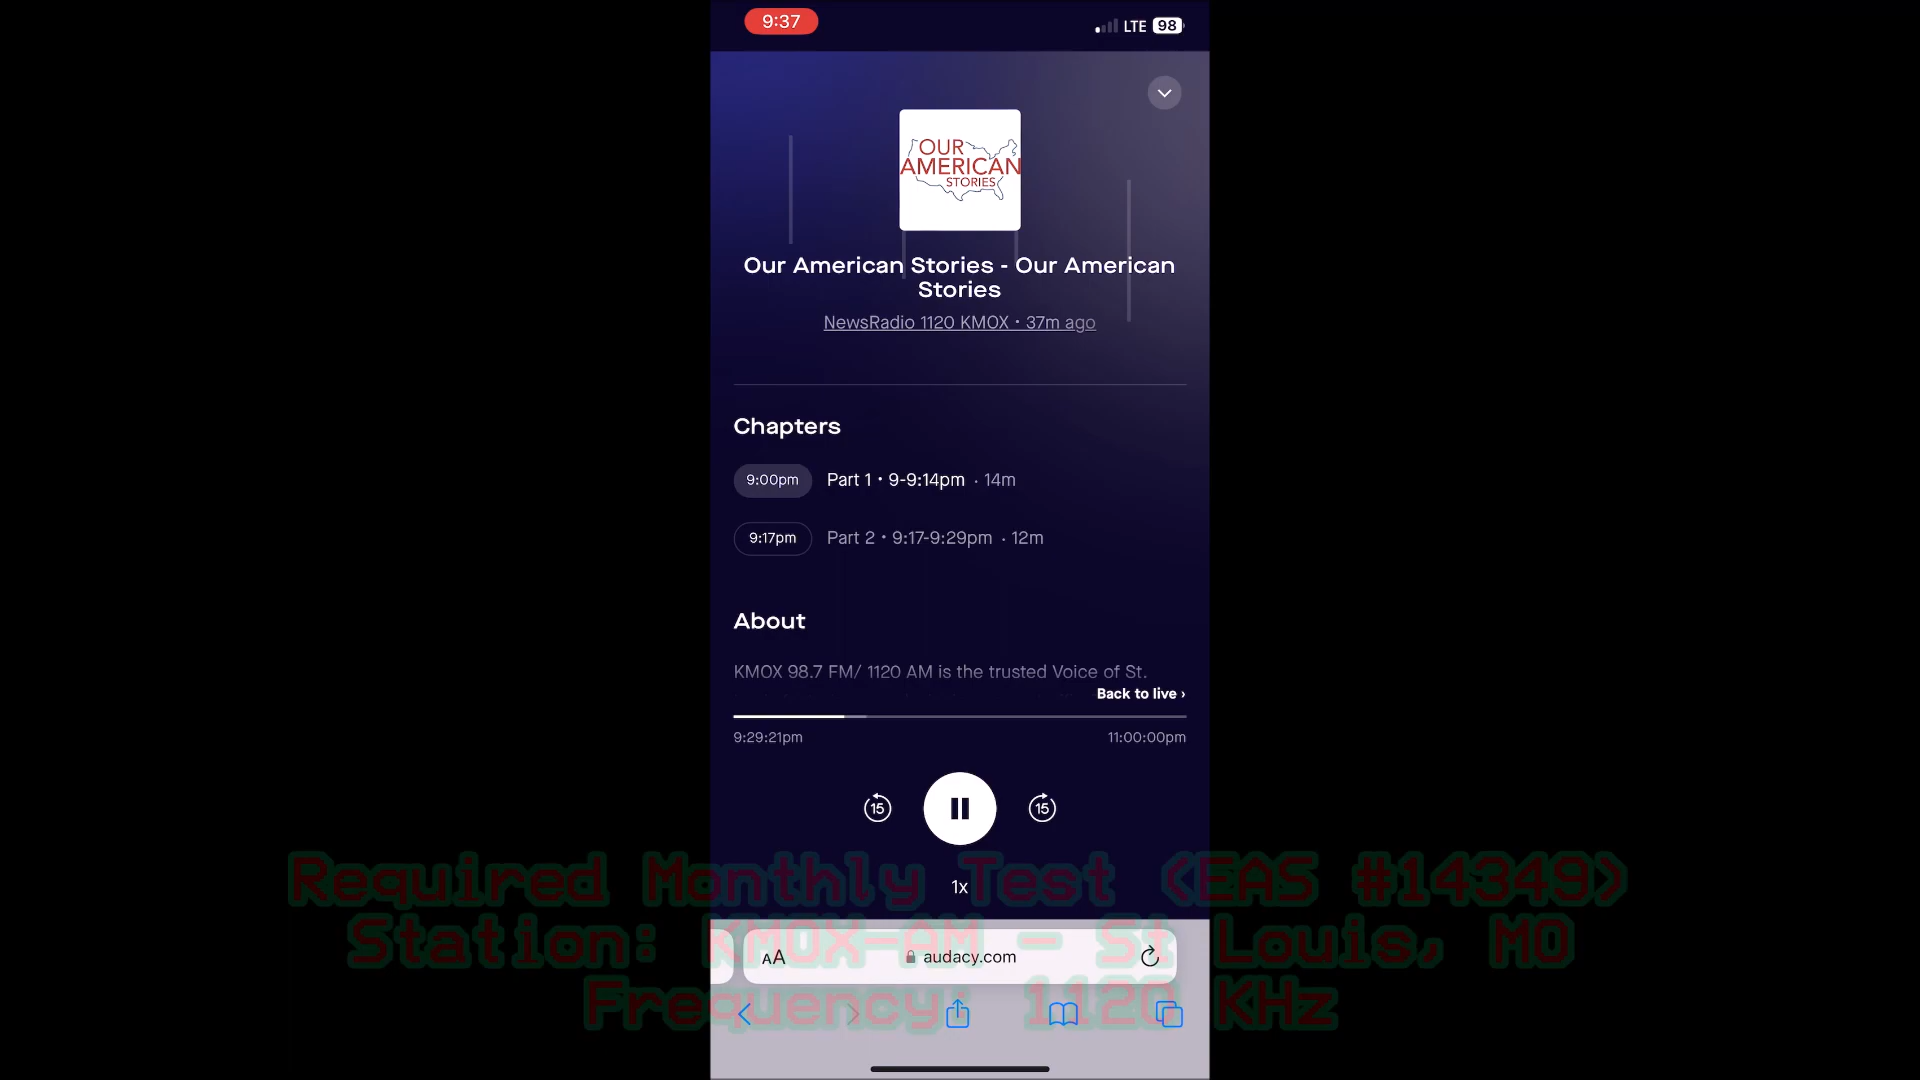 9:37
LTE 98
OUR
AMERICAN
STORIES
Our American Stories - Our American
Stories
NewsRadio 1120 KMOX • 37m ago
Chapters
9:00pm Part 1 • 9-9:14pm · 14m
9:17pm Part 2 • 9:17-9:29pm · 12m
About
KMOX 98.7 FM/ 1120 AM is the trusted Voice of St.
Back to live ›
9:29:21pm 11:00:00pm
15 15
1x
Required Monthly Test (EAS #14349)
Station: KMOX-AM - St Louis, MO
AA audacy.com
Frequency: 1120 KHz